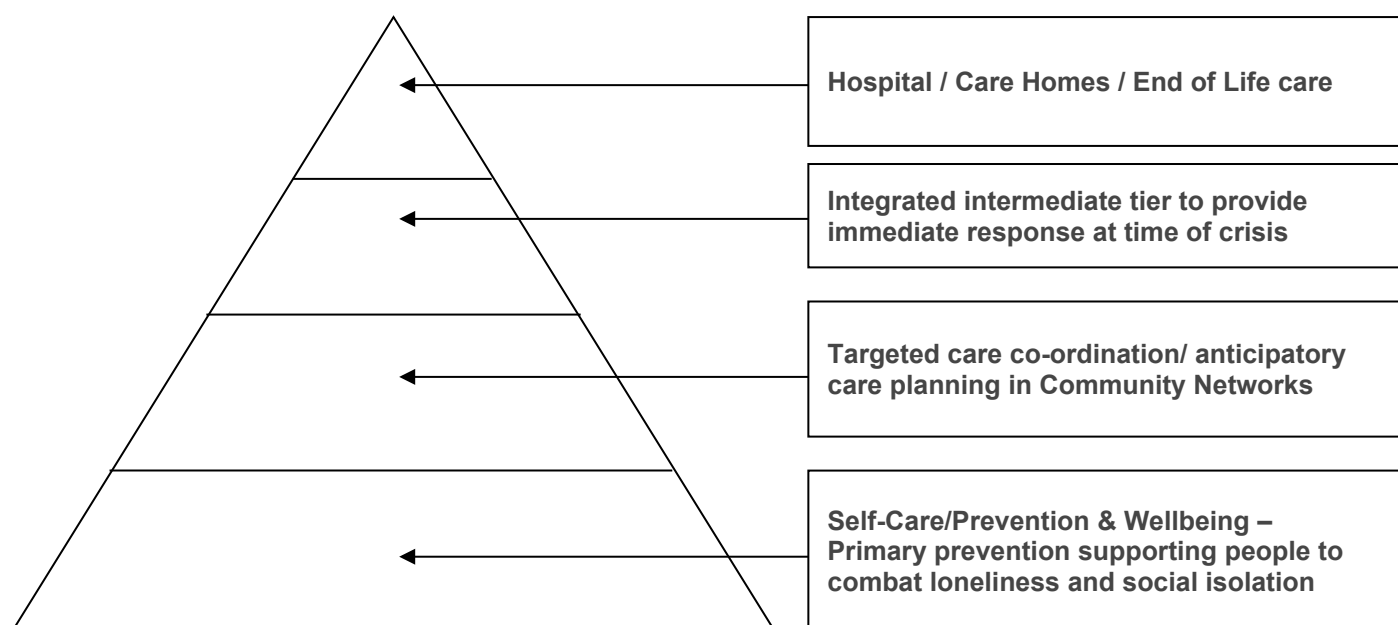 Hospital / Care Homes / End of Life care
Integrated intermediate tier to provide
immediate response at time of crisis
Targeted care co-ordination/ anticipatory
care planning in Community Networks
Self-Care/Prevention & Wellbeing –
Primary prevention supporting people to
combat loneliness and social isolation